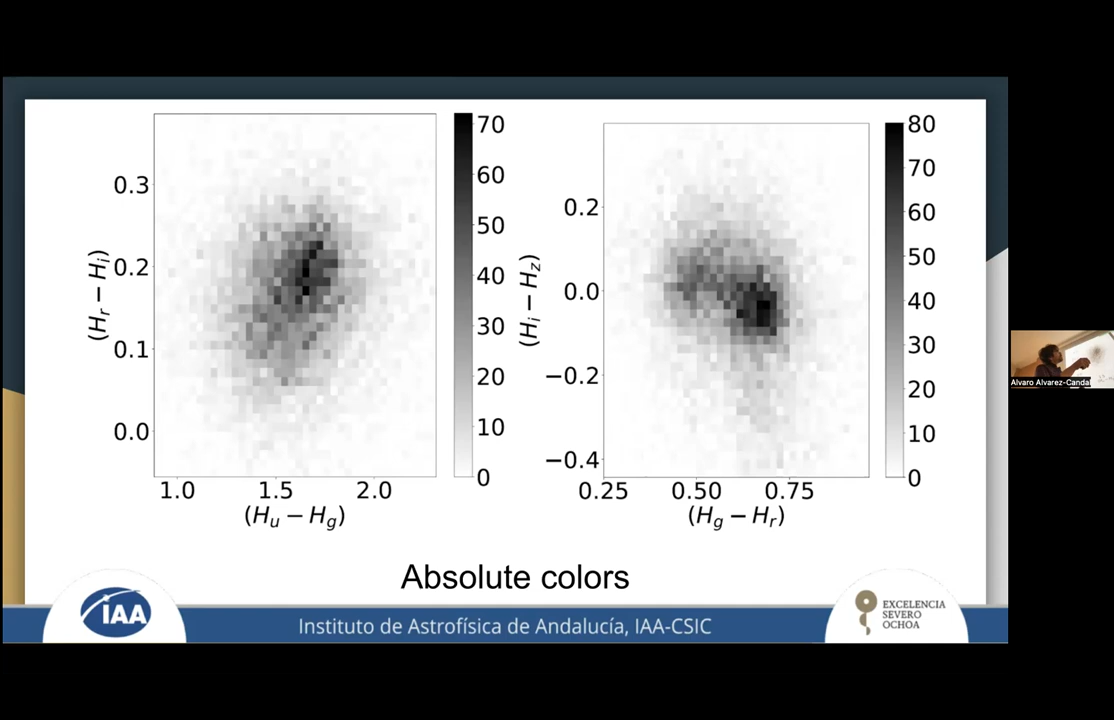 0.3
0.2
0.1
0.0
(H_r − H_i)
1.0 1.5 2.0
(H_u − H_g)
70
60
50
40
30
20
10
0
0.2
0.0
−0.2
−0.4
(H_i − H_z)
0.25 0.50 0.75
(H_g − H_r)
80
70
60
50
40
30
20
10
0
Absolute colors
IAA
Instituto de Astrofísica de Andalucía, IAA-CSIC
EXCELENCIA
SEVERO
OCHOA
Alvaro Alvarez-Candal